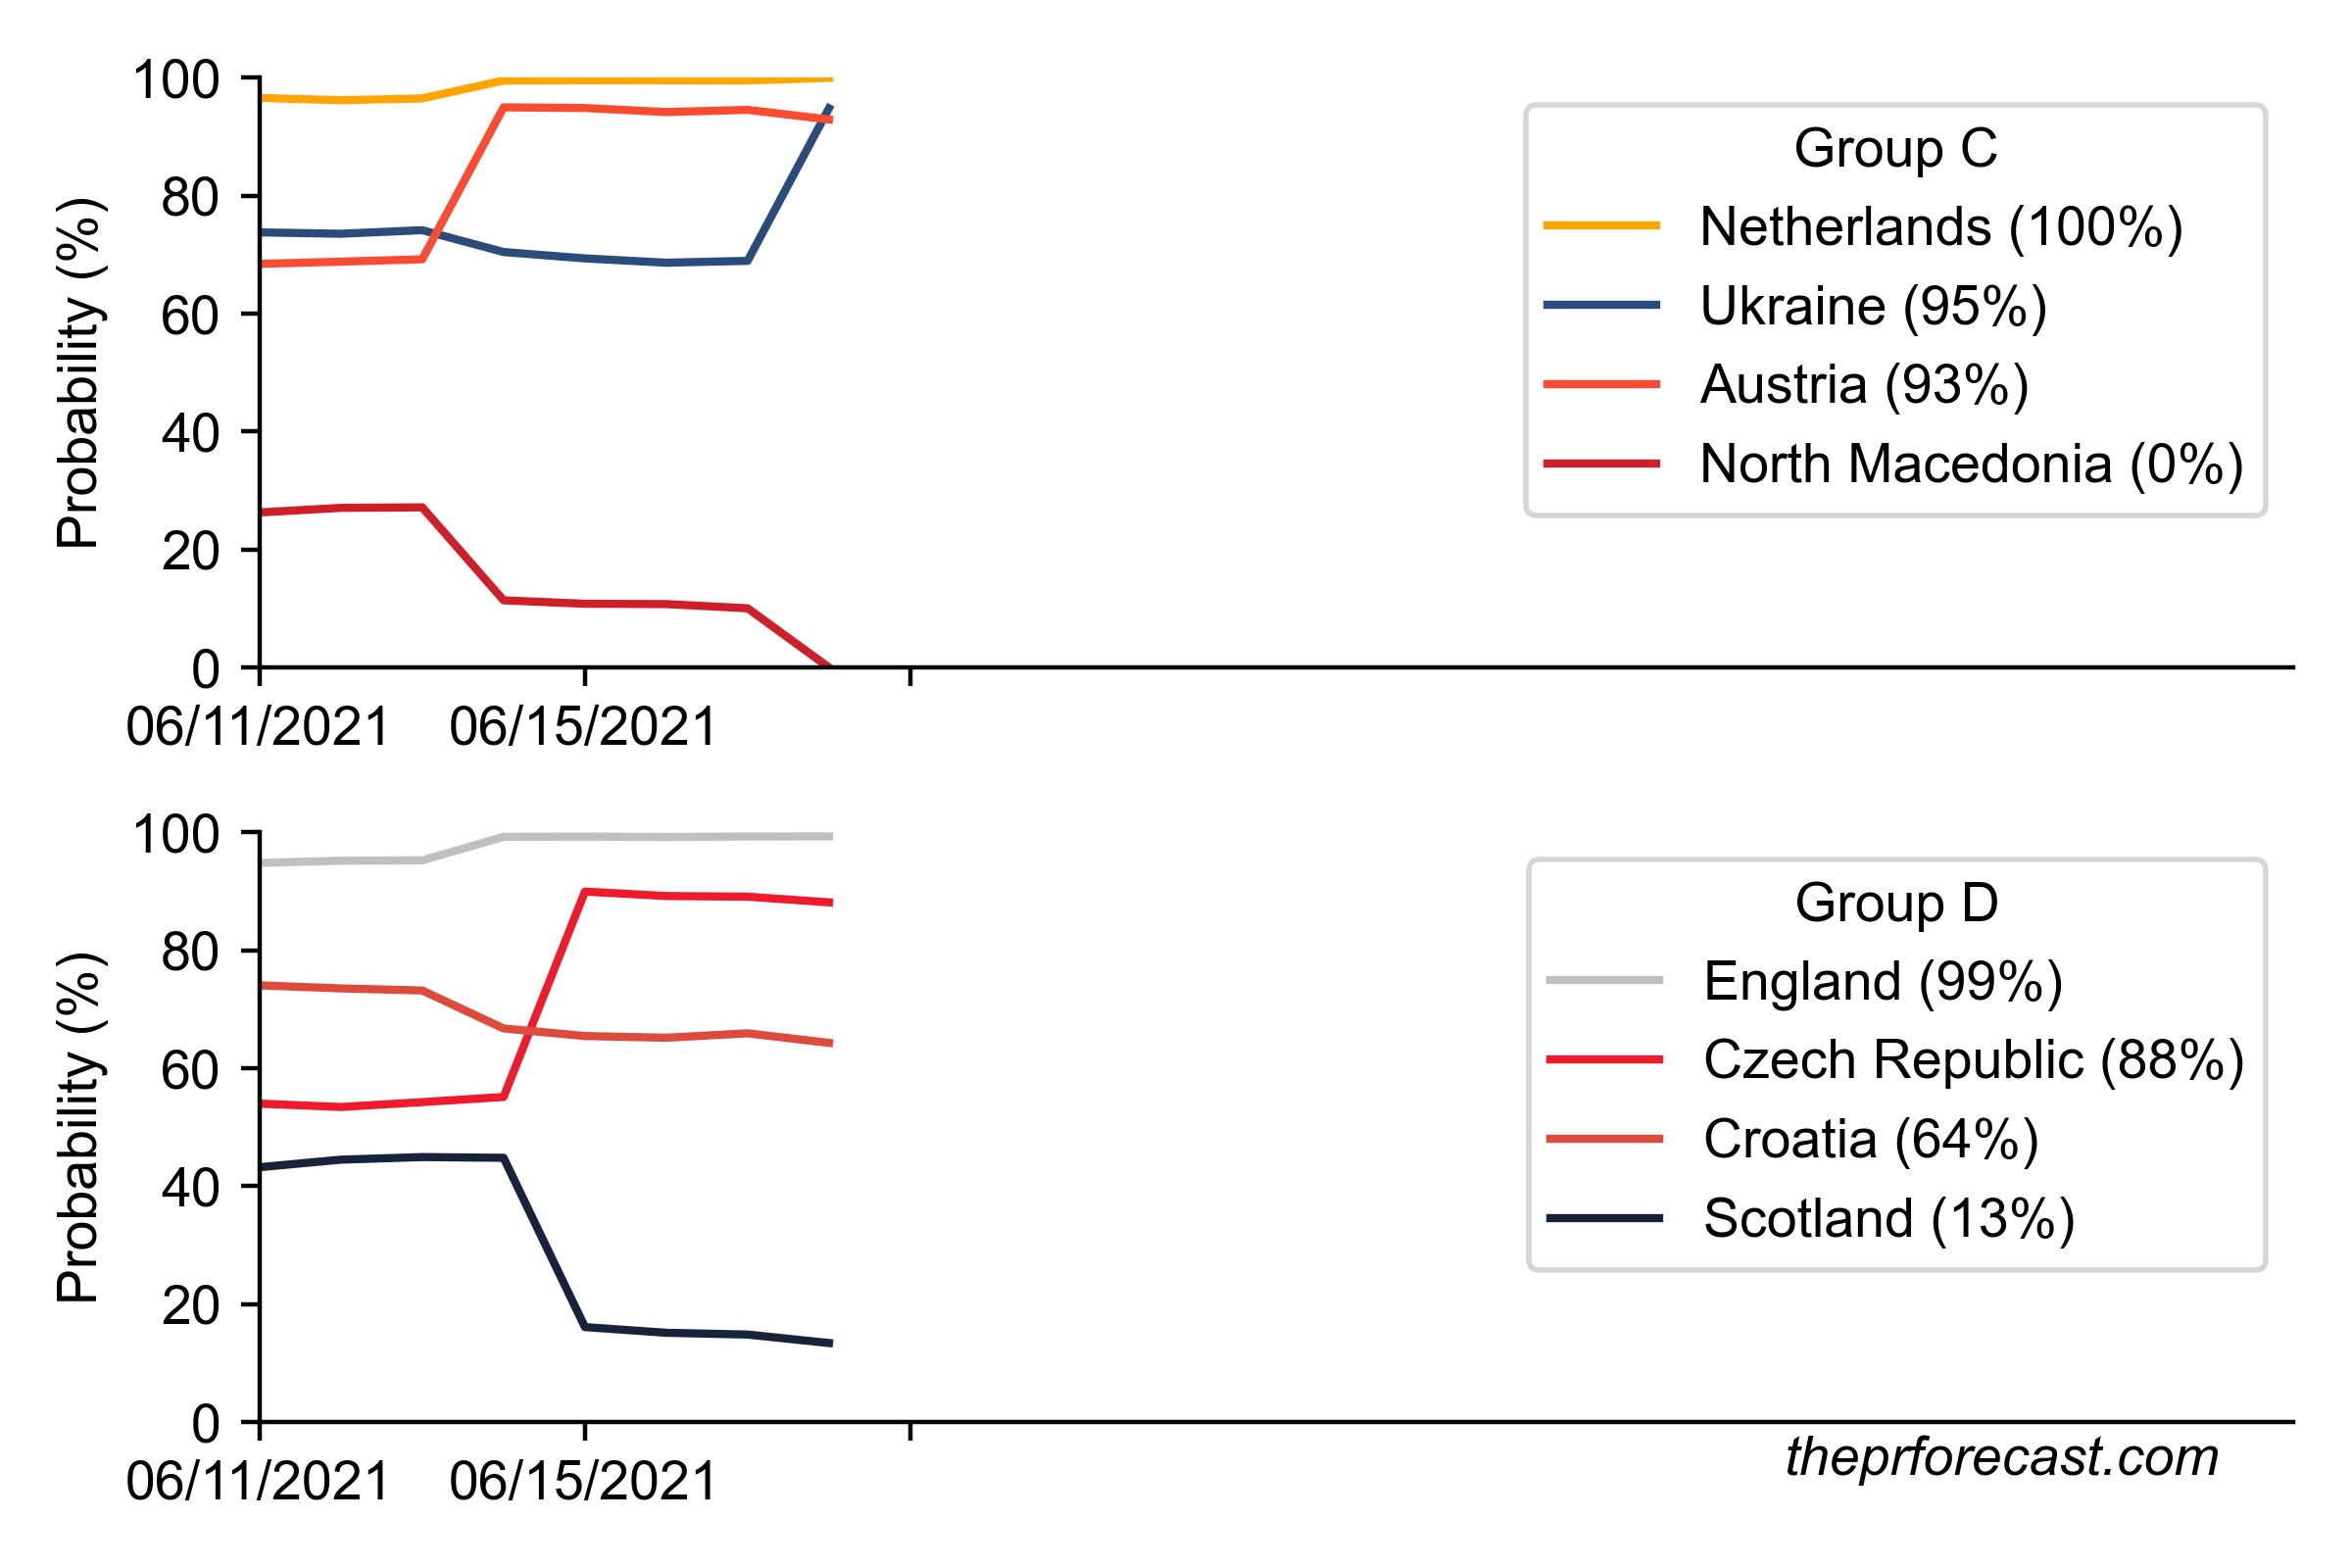 100
80
60
40
20
0
Probability (%)
06/11/2021 06/15/2021
Group C
Netherlands (100%)
Ukraine (95%)
Austria (93%)
North Macedonia (0%)
100
80
60
40
20
0
Probability (%)
06/11/2021 06/15/2021
Group D
England (99%)
Czech Republic (88%)
Croatia (64%)
Scotland (13%)
theprforecast.com